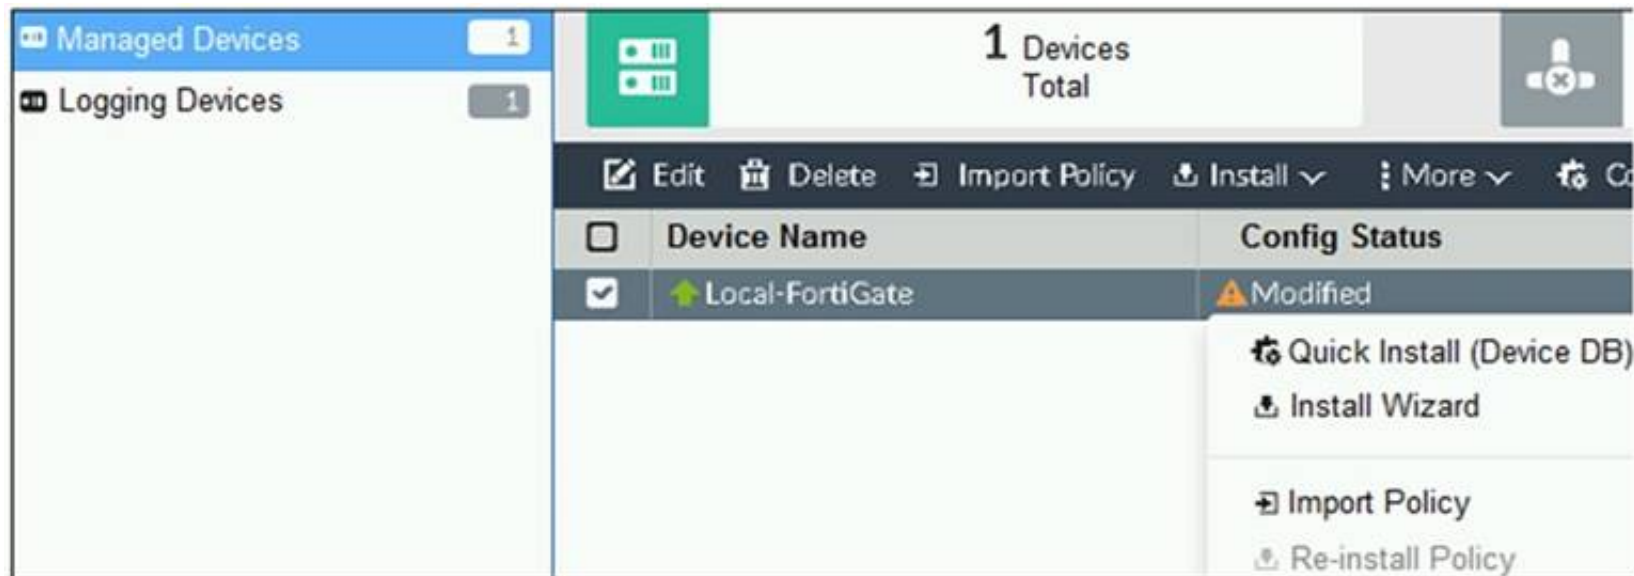 Managed Devices 1
Logging Devices 1
1 Devices
Total
Edit Delete Import Policy Install More
Device Name Config Status
Local-FortiGate Modified
Quick Install (Device DB)
Install Wizard
Import Policy
Re-install Policy